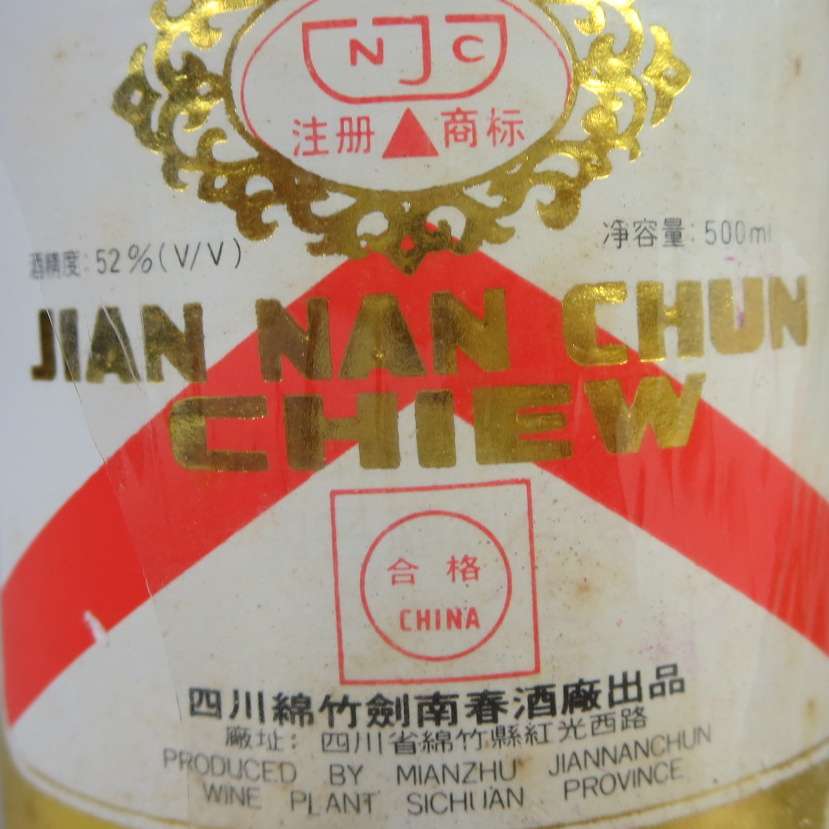 NJC
注册 商标
酒精度: 52%(V/V)
净容量: 500ml
JIAN NAN CHUN
CHIEW
合格
CHINA
四川綿竹劍南春酒廠出品
廠址: 四川省綿竹縣紅光西路
PRODUCED BY MIANZHU JIANNANCHUN
WINE PLANT SICHUAN PROVINCE